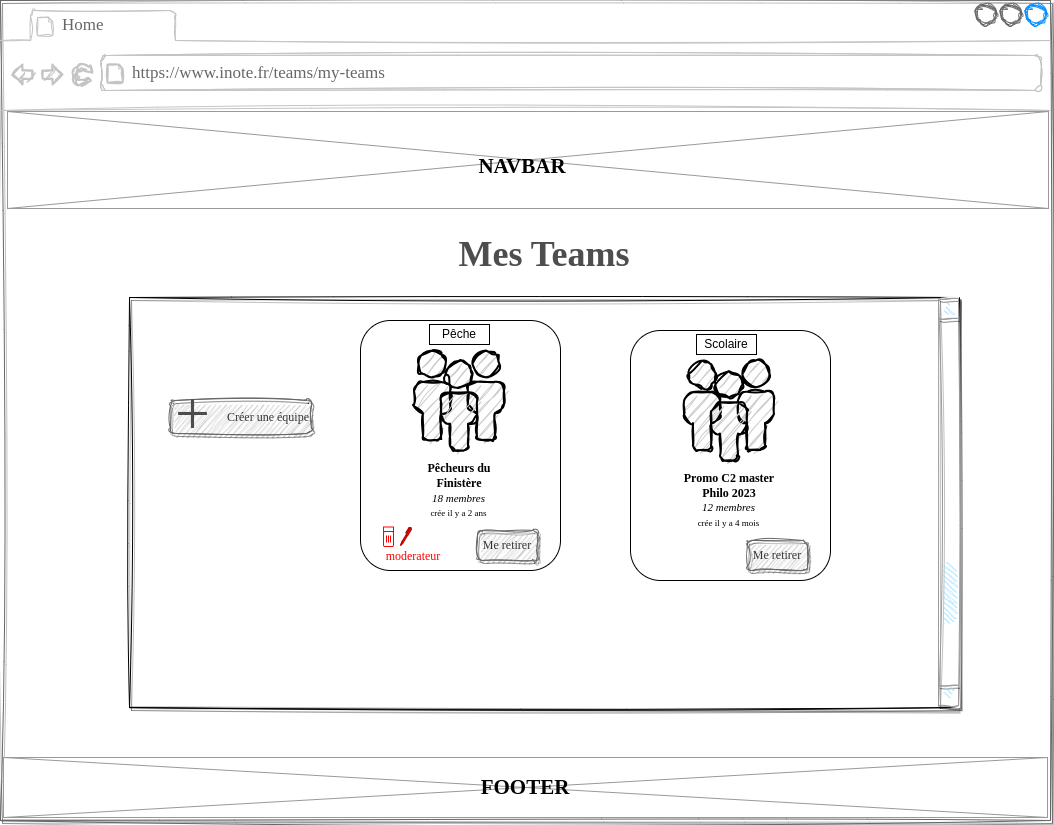 Home
https://www.inote.fr/teams/my-teams
NAVBAR
Mes Teams
Créer une équipe
Pêche
Pêcheurs du
Finistère
18 membres
crée il y a 2 ans
moderateur
Me retirer
Scolaire
Promo C2 master
Philo 2023
12 membres
crée il y a 4 mois
Me retirer
FOOTER